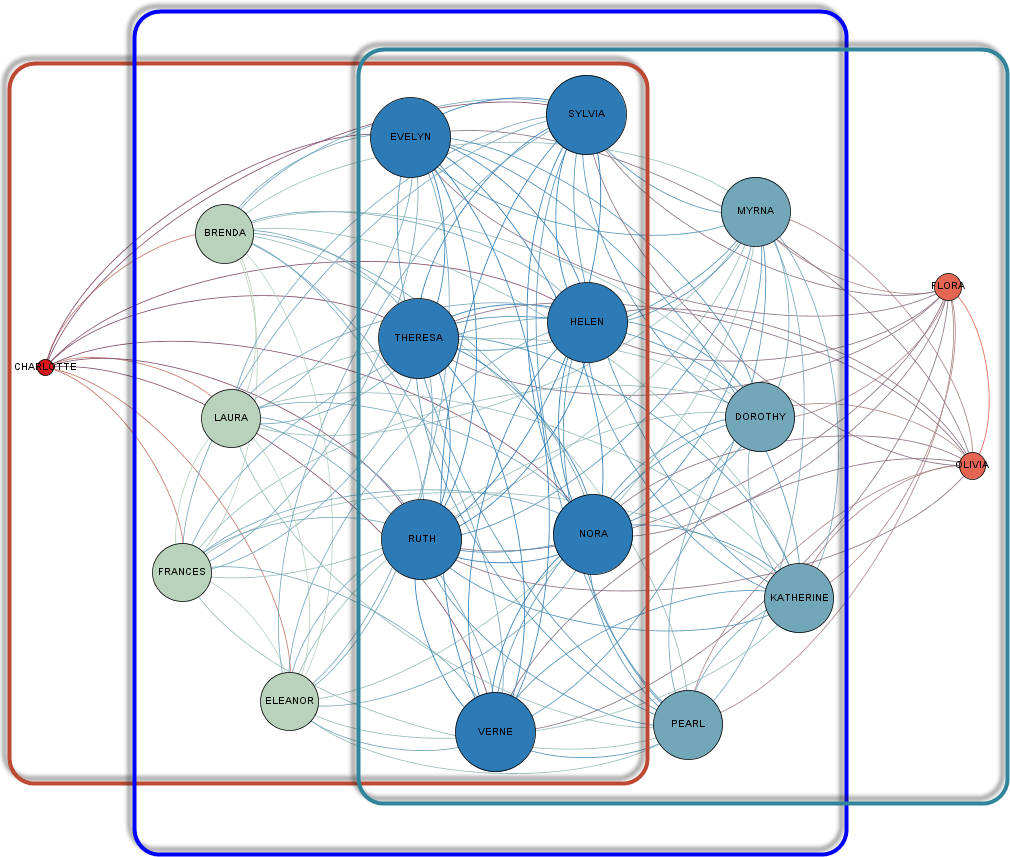 SYLVIA
EVELYN
MYRNA
BRENDA
FLORA
HELEN
THERESA
CHARLOTTE
LAURA
DOROTHY
OLIVIA
NORA
RUTH
FRANCES
KATHERINE
ELEANOR
PEARL
VERNE